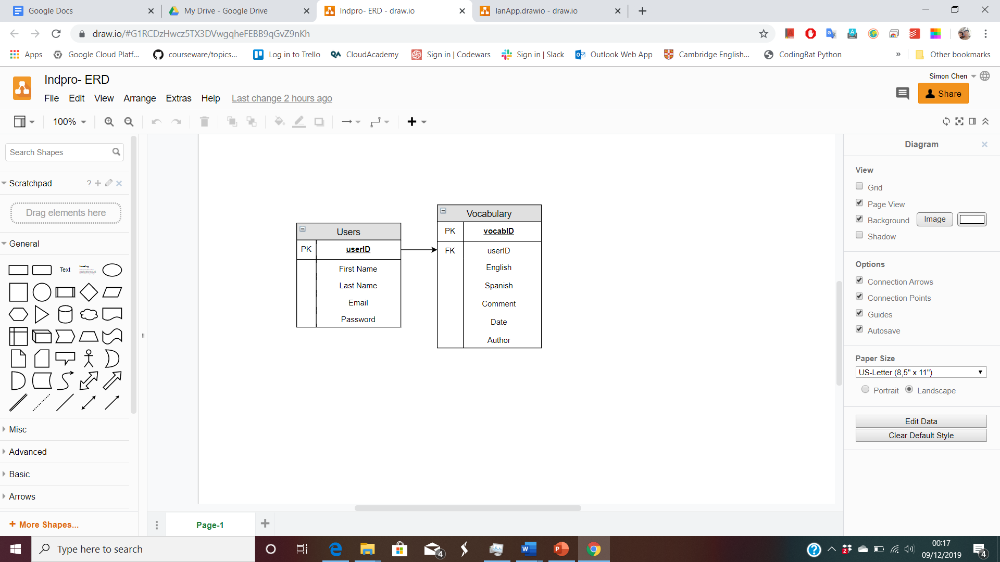 Google Docs
My Drive - Google Drive
Indpro- ERD - draw.io
IanApp.drawio - draw.io
draw.io/#G1RCDzHwcz5TX3DVwgqheFEBB9qGvZ9nKh
Apps
Google Cloud Platf...
courseware/topics...
Log in to Trello
CloudAcademy
Sign in | Codewars
Sign in | Slack
Outlook Web App
Cambridge English...
CodingBat Python
»
Other bookmarks
Indpro- ERD
Simon Chen
File Edit View Arrange Extras Help Last change 2 hours ago
Share
100%
Search Shapes
Scratchpad
?
Drag elements here
General
Text
Heading
Misc
Advanced
Basic
Arrows
+ More Shapes...
Users
PK userID
First Name
Last Name
Email
Password
Vocabulary
PK vocabID
FK userID
English
Spanish
Comment
Date
Author
Page-1
Diagram
View
Grid
Page View
Background Image
Shadow
Options
Connection Arrows
Connection Points
Guides
Autosave
Paper Size
US-Letter (8,5" x 11")
Portrait Landscape
Edit Data
Clear Default Style
Type here to search
4
W
P
?
2
00:17
09/12/2019
4